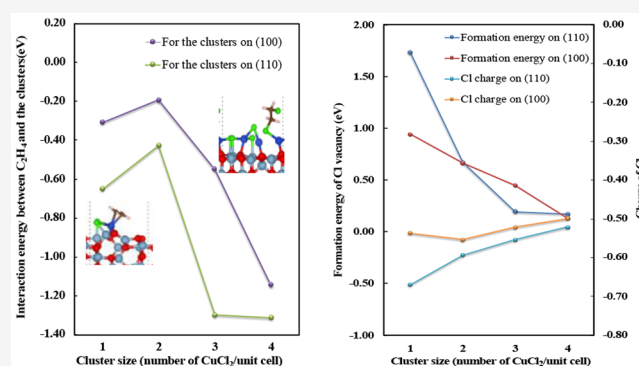 0.20
0.00
-0.20
-0.40
-0.60
-0.80
-1.00
-1.20
-1.40
Interaction energy between C₂H₄ and the clusters(eV)
For the clusters on (100)
For the clusters on (110)
1 2 3 4
Cluster size (number of CuCl₂/unit cell)
2.00
1.50
1.00
0.50
0.00
-0.50
-1.00
Formation energy of Cl vacancy (eV)
Formation energy on (110)
Formation energy on (100)
Cl charge on (110)
Cl charge on (100)
1 2 3 4
Cluster size (number of CuCl₂/unit cell)
0.00
-0.10
-0.20
-0.30
-0.40
-0.50
-0.60
-0.70
-0.80